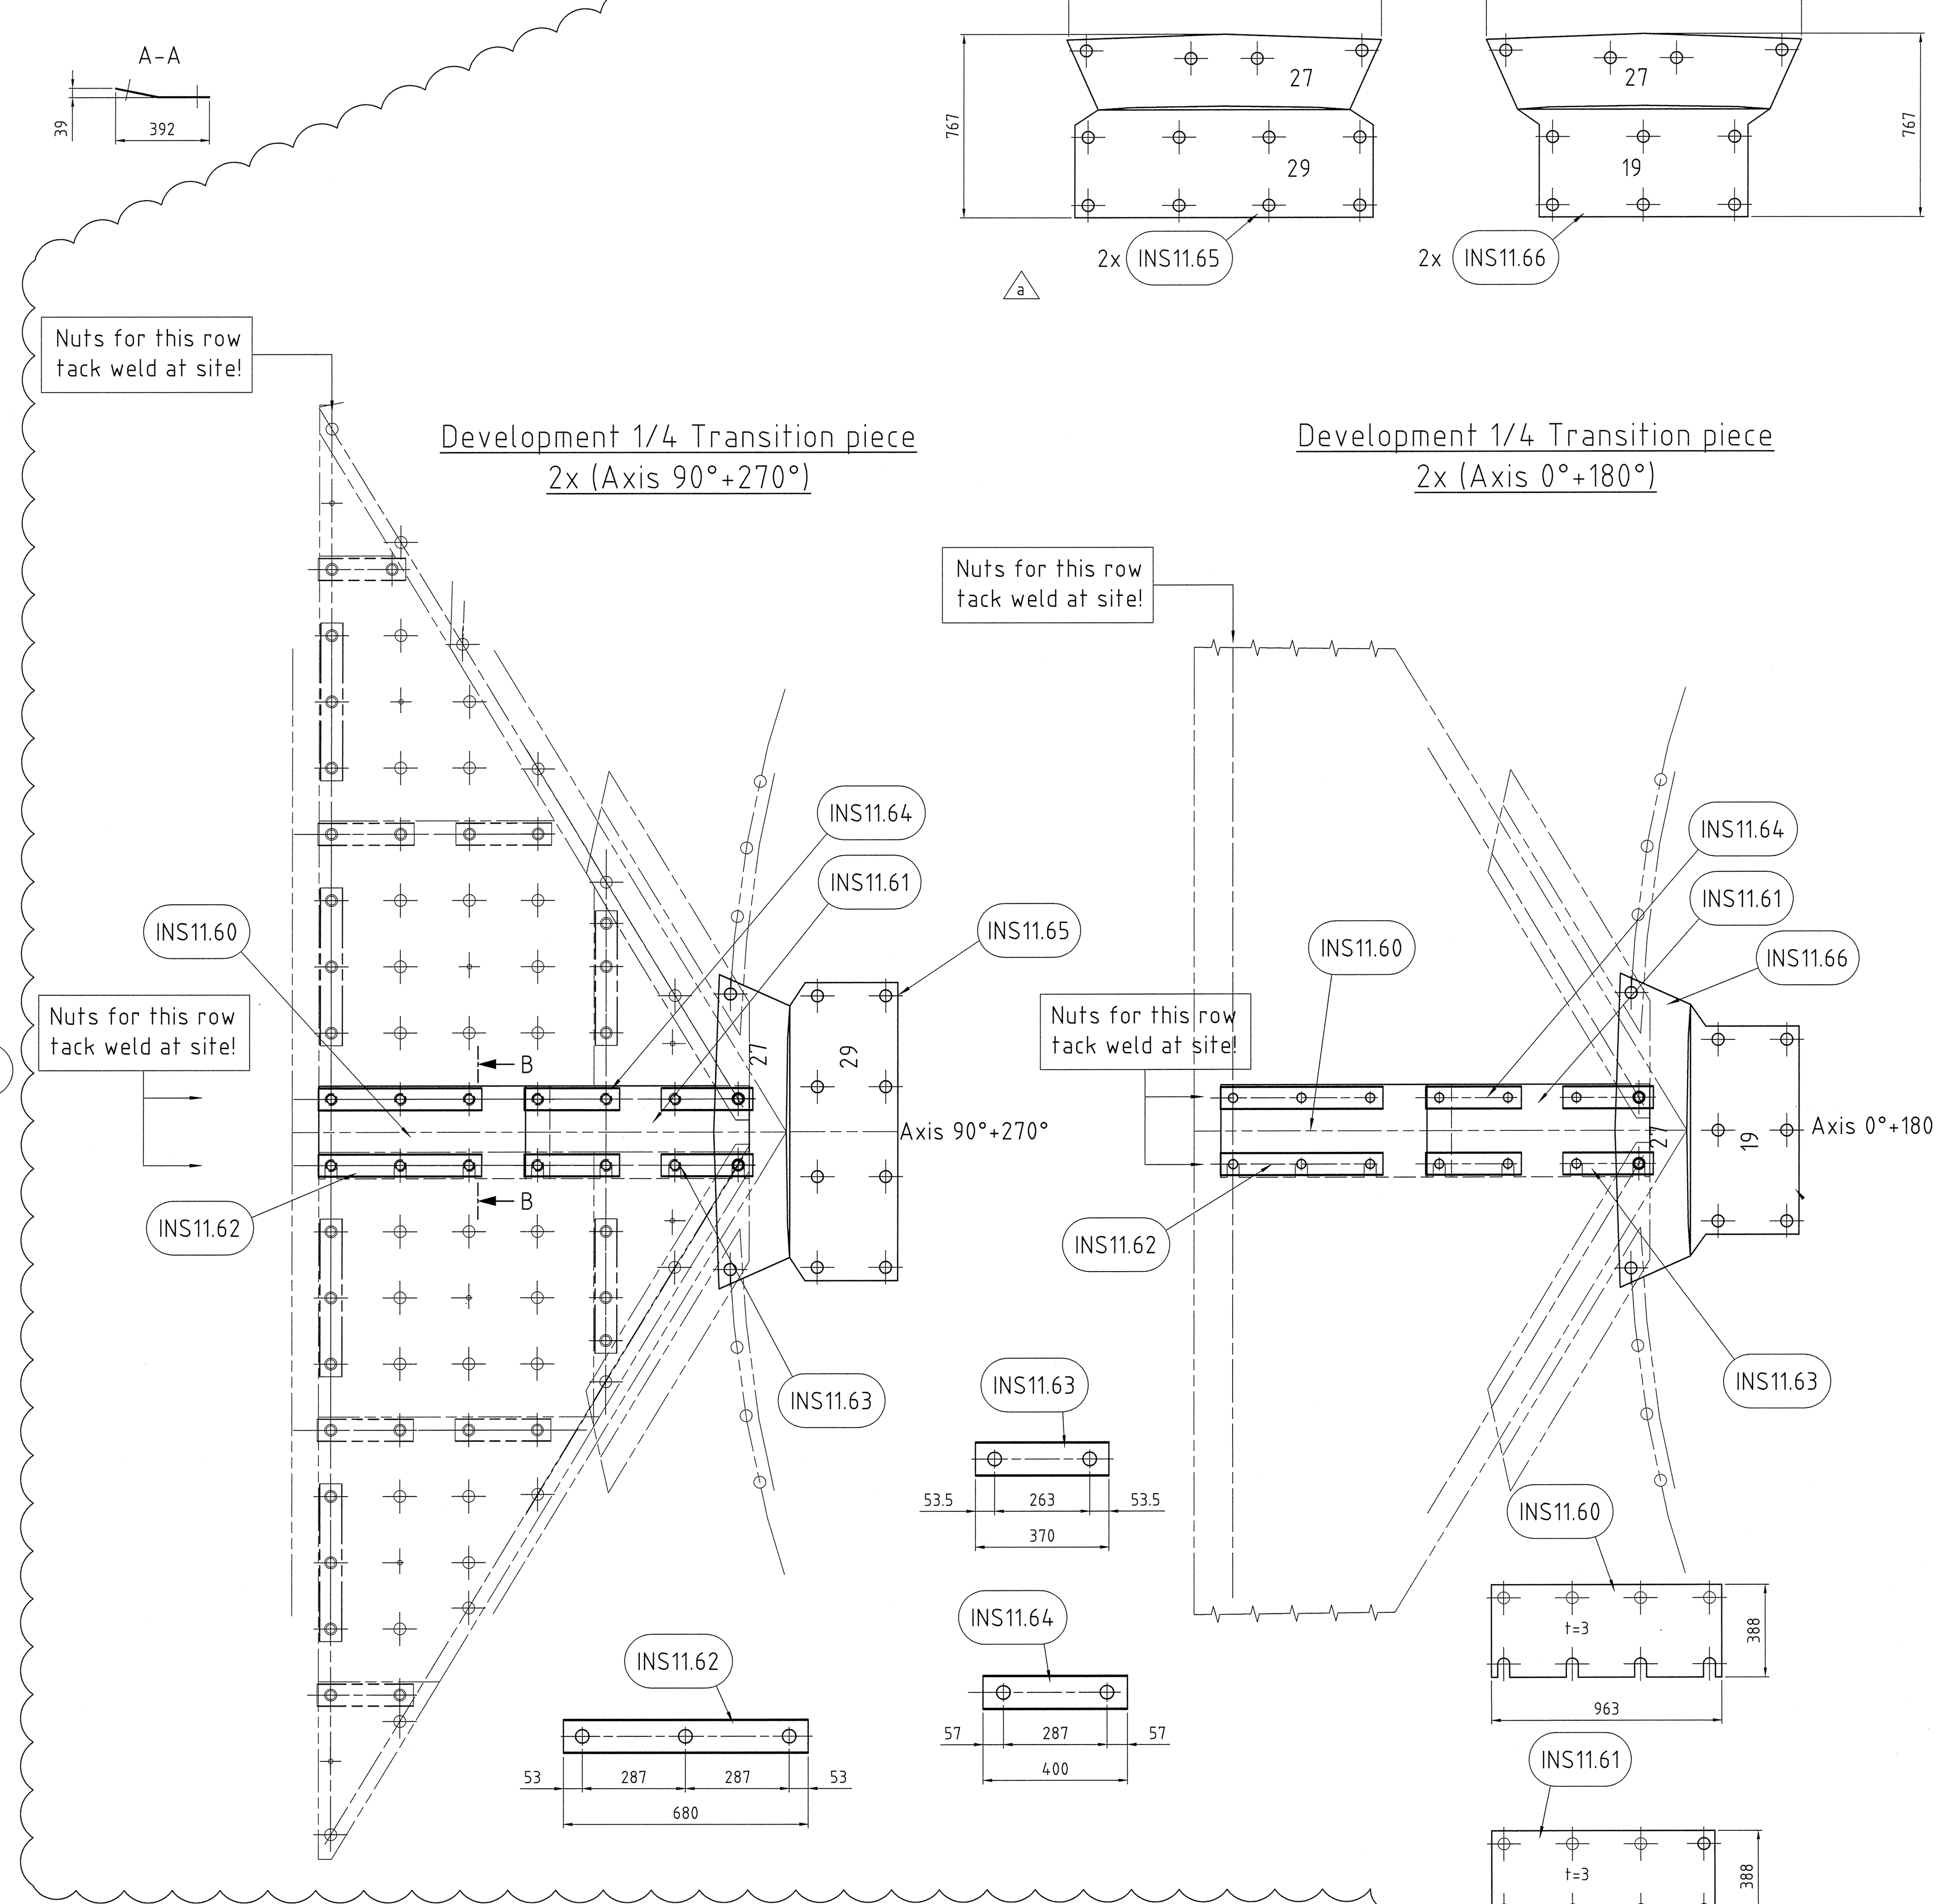 A-A
39
392
767
27
29
2x INS11.65
a
27
19
767
2x INS11.66
Nuts for this row
tack weld at site!
Development 1/4 Transition piece
2x (Axis 90°+270°)
Development 1/4 Transition piece
2x (Axis 0°+180°)
Nuts for this row
tack weld at site!
INS11.64
INS11.61
INS11.60
INS11.65
Nuts for this row
tack weld at site!
B
27
29
Axis 90°+270°
B
INS11.62
INS11.63
INS11.64
INS11.61
INS11.60
INS11.66
Nuts for this row
tack weld at site!
27
19
Axis 0°+180
INS11.62
INS11.63
INS11.63
53.5
263
53.5
370
INS11.60
t=3
388
963
INS11.64
57
287
57
400
INS11.62
53
287
287
53
680
INS11.61
t=3
388